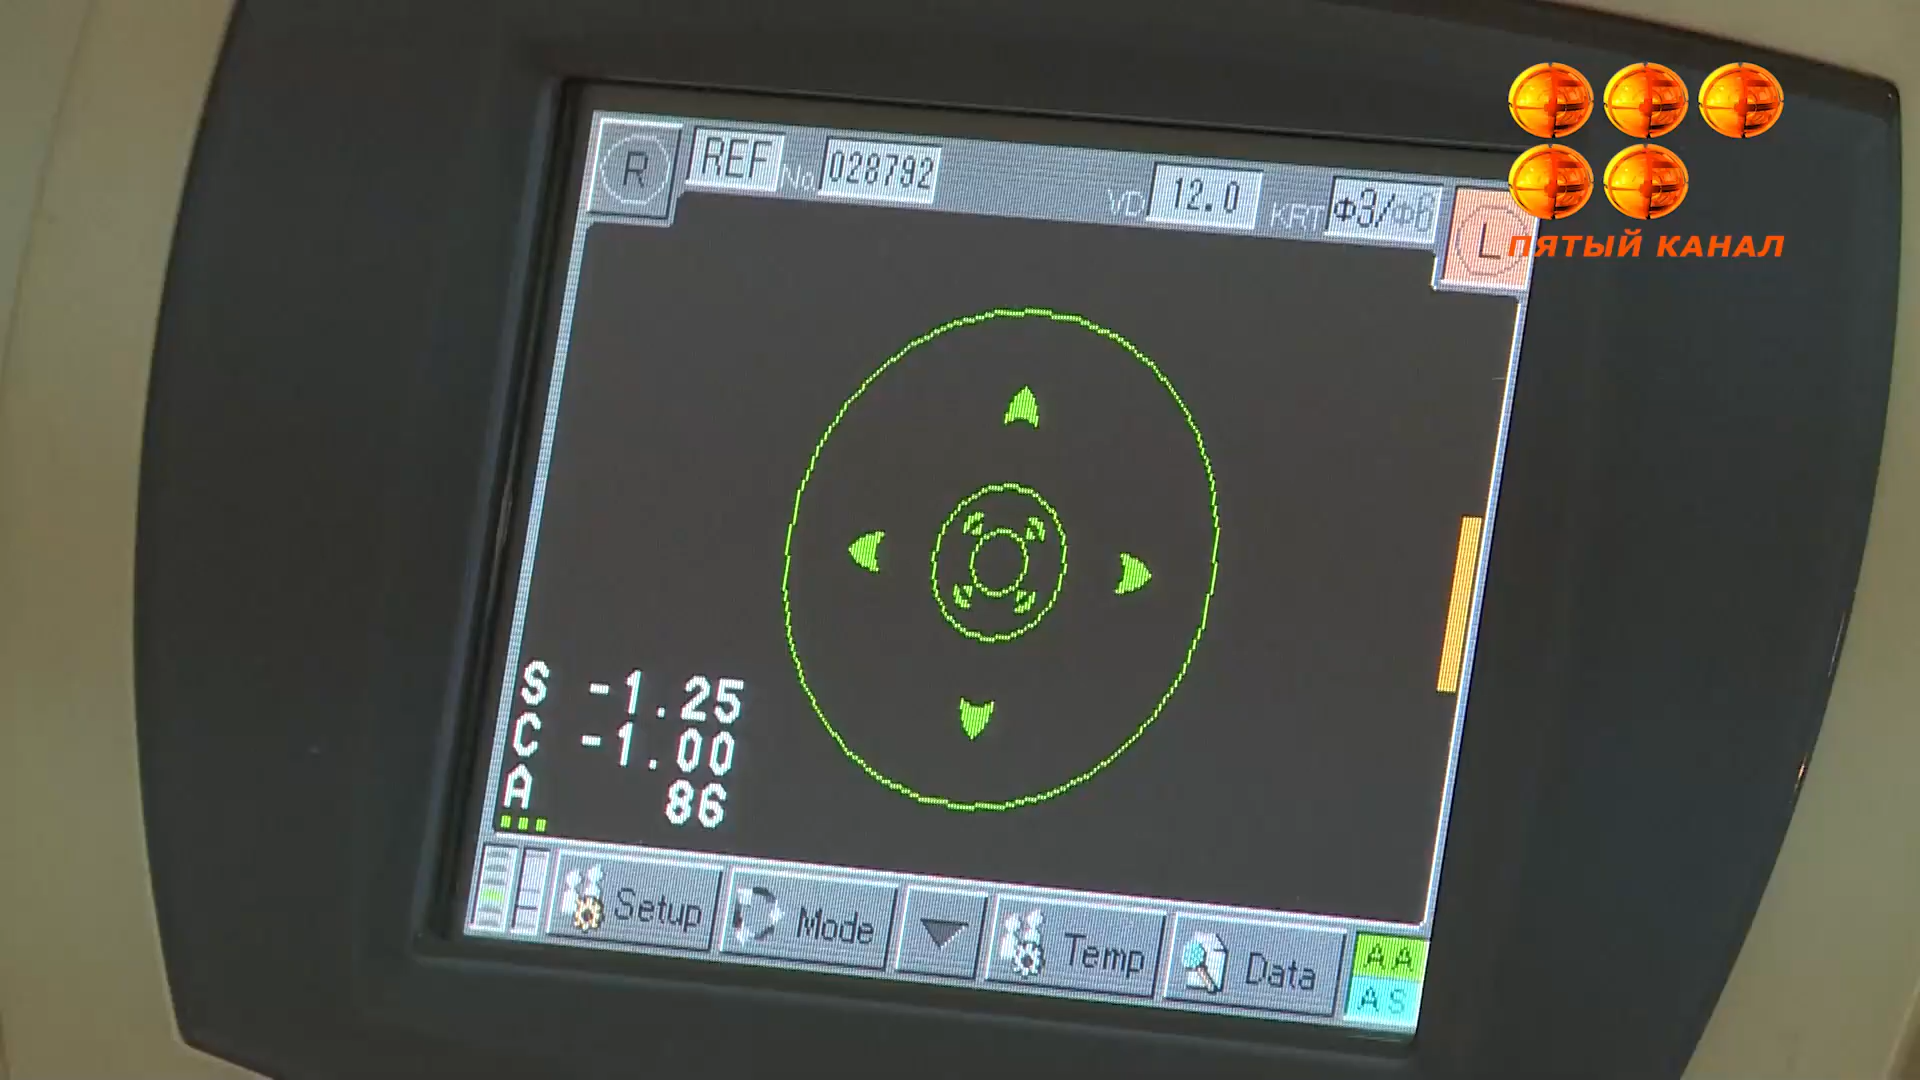 R REF No 028792 VD 12.0 KRT Φ3/Φ6 L
ПЯТЫЙ КАНАЛ
S -1.25
C -1.00
A 86
Setup Mode Temp Data
AA
AS